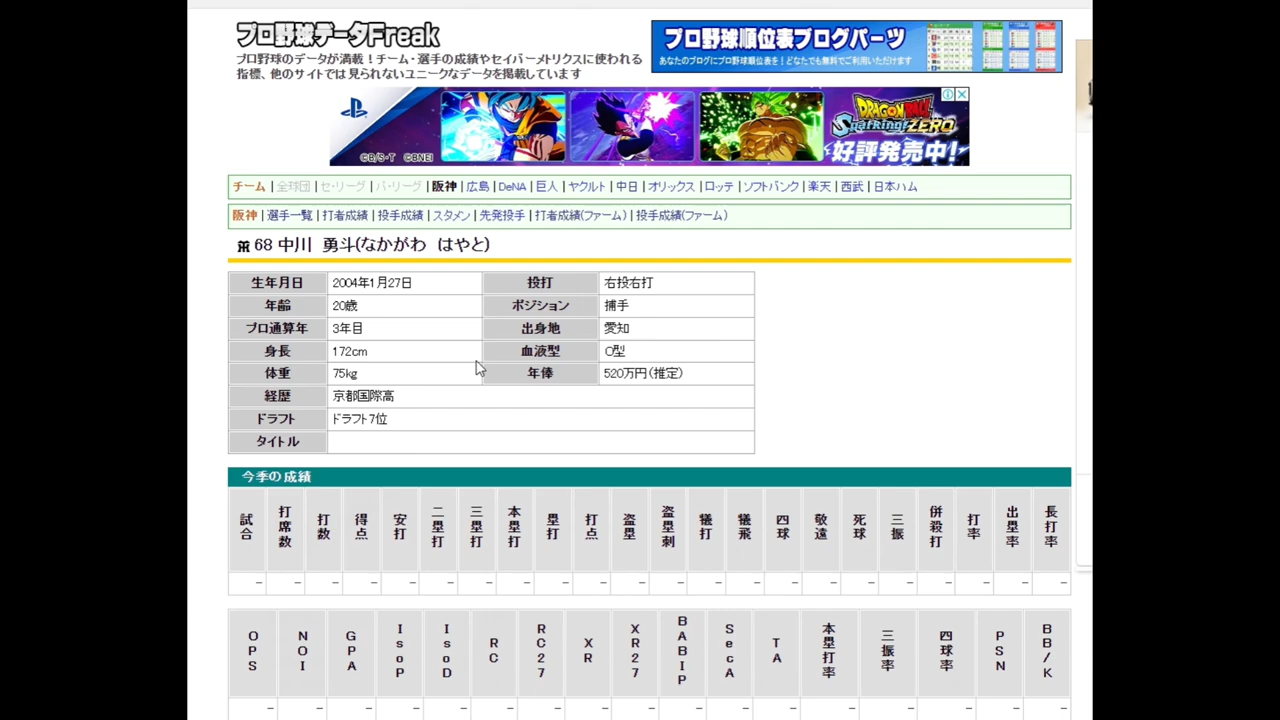 プロ野球データFreak
プロ野球のデータが満載！チーム・選手の成績やセイバーメトリクスに使われる
指標、他のサイトでは見られないユニークなデータを掲載しています
プロ野球順位表ブログパーツ
あなたのブログにプロ野球順位表を！どなたでも無料でご利用いただけます
©B/S・T ©BNEI
DRAGON BALL
Sparking! ZERO
好評発売中!
チーム | 全球団 | セ・リーグ | パ・リーグ | 阪神 | 広島 | DeNA | 巨人 | ヤクルト | 中日 | オリックス | ロッテ | ソフトバンク | 楽天 | 西武 | 日本ハム
阪神 | 選手一覧 | 打者成績 | 投手成績 | スタメン | 先発投手 | 打者成績(ファーム) | 投手成績(ファーム)
68 中川 勇斗(なかがわ はやと)
生年月日 2004年1月27日 投打 右投右打
年齢 20歳 ポジション 捕手
プロ通算年 3年目 出身地 愛知
身長 172cm 血液型 O型
体重 75kg 年俸 520万円(推定)
経歴 京都国際高
ドラフト ドラフト7位
タイトル
今季の成績
試合 打席数 打数 得点 安打 二塁打 三塁打 本塁打 塁打 打点 盗塁 盗塁刺 犠打 犠飛 四球 敬遠 死球 三振 併殺打 打率 出塁率 長打率
- - - - - - - - - - - - - - - - - - - - - -
OPS NOI GPA IsoP IsoD RC RC27 XR XR27 BABIP SecA TA 本塁打率 三振率 四球率 PSN BB/K
- - - - - - - - - - - - - - - - -